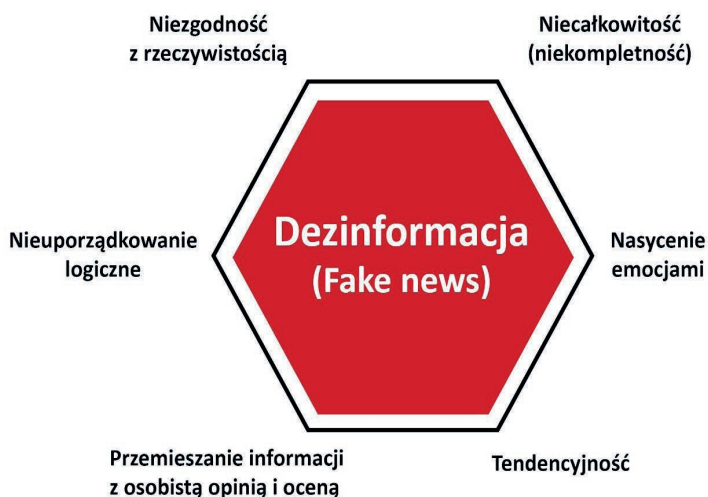 Niezgodność
z rzeczywistością
Niecałkowitość
(niekompletność)
Nieuporządkowanie
logiczne
Dezinformacja
(Fake news)
Nasycenie
emocjami
Przemieszanie informacji
z osobistą opinią i oceną
Tendencyjność